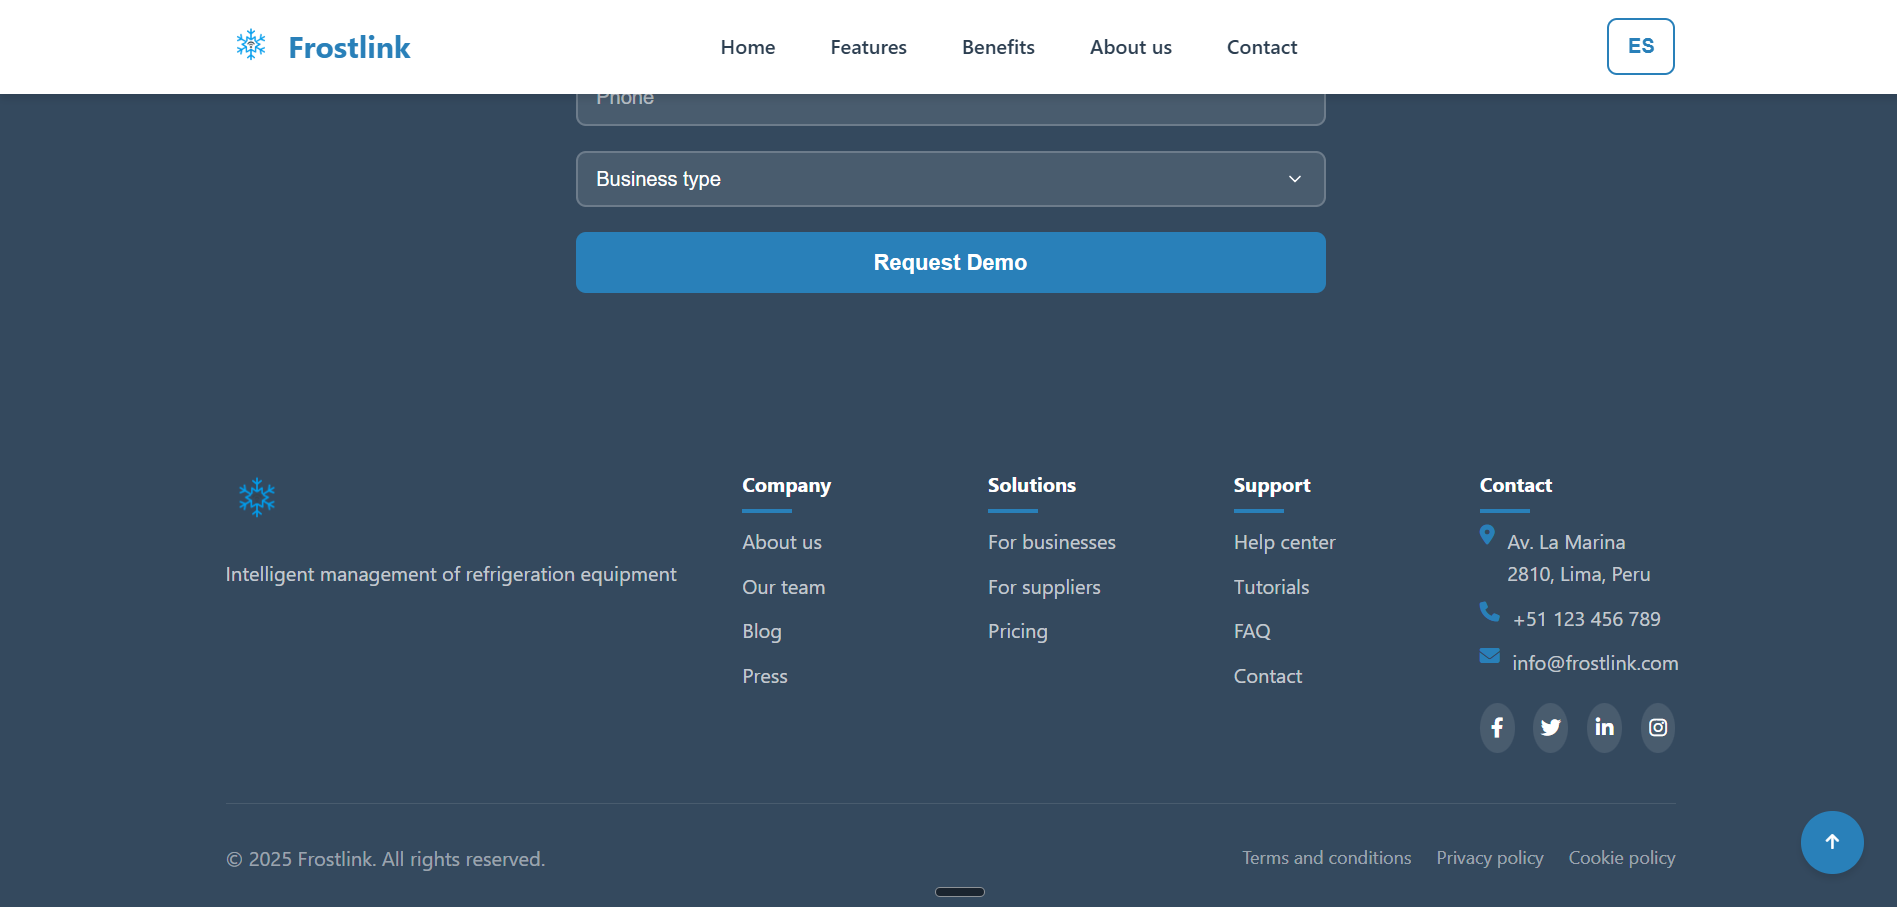 Frostlink
Home
Features
Benefits
About us
Contact
ES
Phone
Business type
Request Demo
Intelligent management of refrigeration equipment
Company
About us
Our team
Blog
Press
Solutions
For businesses
For suppliers
Pricing
Support
Help center
Tutorials
FAQ
Contact
Contact
Av. La Marina
2810, Lima, Peru
+51 123 456 789
info@frostlink.com
© 2025 Frostlink. All rights reserved.
Terms and conditions
Privacy policy
Cookie policy